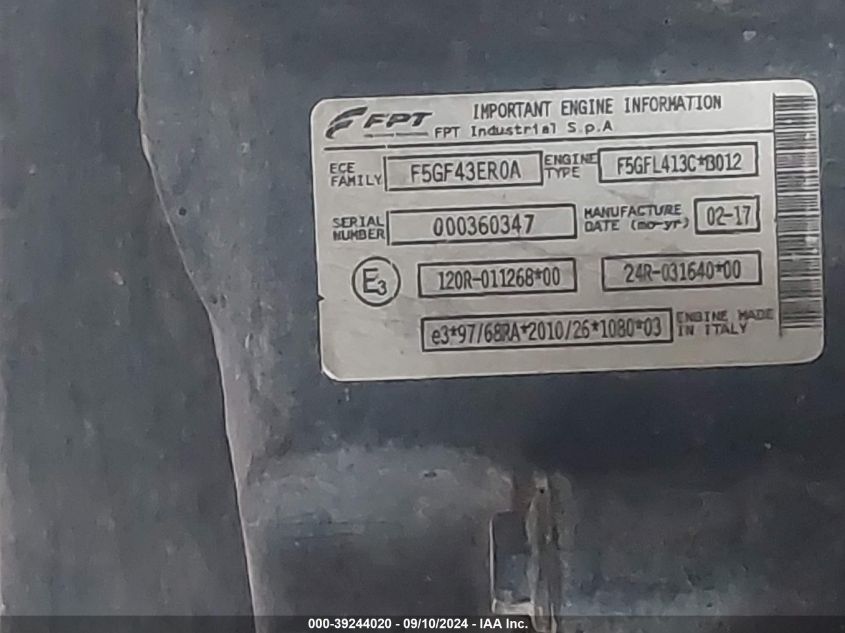 FPT IMPORTANT ENGINE INFORMATION
FPT Industrial S.p.A
ECE FAMILY F5GF43ER0A ENGINE TYPE F5GFL413C*B012
SERIAL NUMBER 000360347 MANUFACTURE DATE (mo-yr) 02-17
E3 120R-011268*00 24R-031640*00
e3*97/68RA*2010/26*1080*03 ENGINE MADE IN ITALY
000-39244020 - 09/10/2024 - IAA Inc.